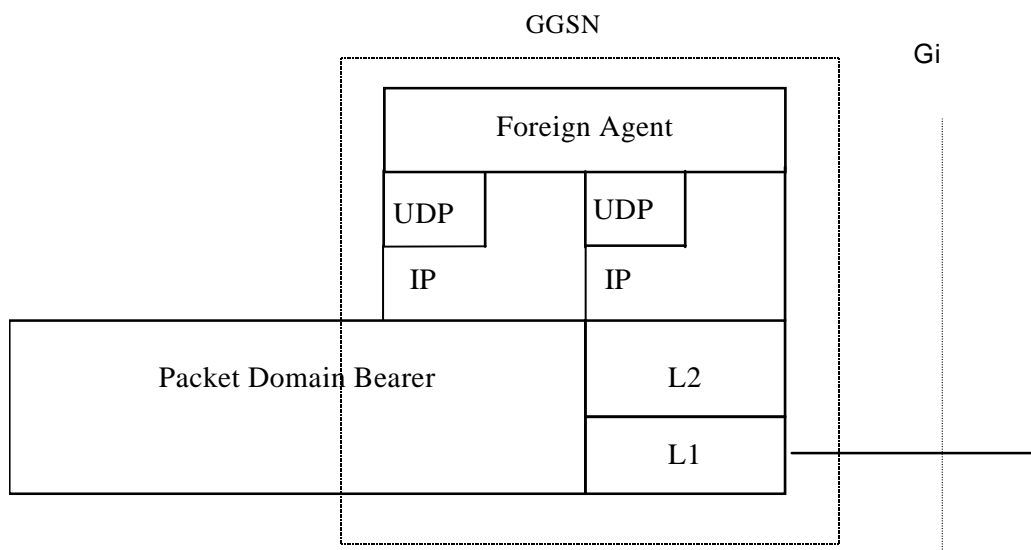 GGSN
Gi
Foreign Agent
UDP
UDP
IP
IP
Packet Domain Bearer
L2
L1